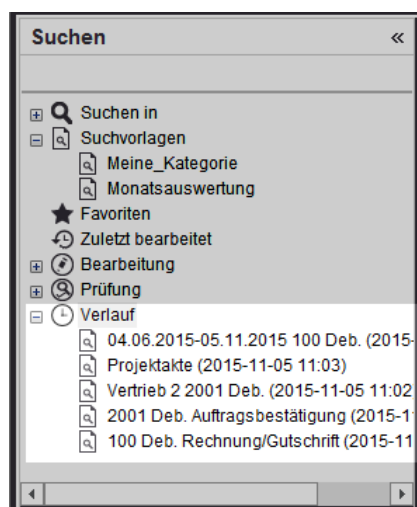 Suchen «
Suchen in
Suchvorlagen
Meine_Kategorie
Monatsauswertung
Favoriten
Zuletzt bearbeitet
Bearbeitung
Prüfung
Verlauf
04.06.2015-05.11.2015 100 Deb. (2015-
Projektakte (2015-11-05 11:03)
Vertrieb 2 2001 Deb. (2015-11-05 11:02
2001 Deb. Auftragsbestätigung (2015-1
100 Deb. Rechnung/Gutschrift (2015-11